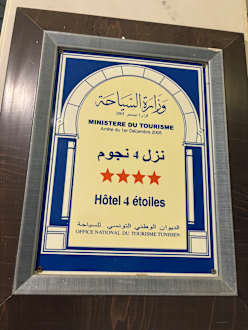 وزارة السياحة
MINISTERE DU TOURISME
Arrêté du 1er Décembre 2005
نزل 4 نجوم
Hôtel 4 étoiles
الديوان الوطني التونسي للسياحة
OFFICE NATIONAL DU TOURISME TUNISIEN